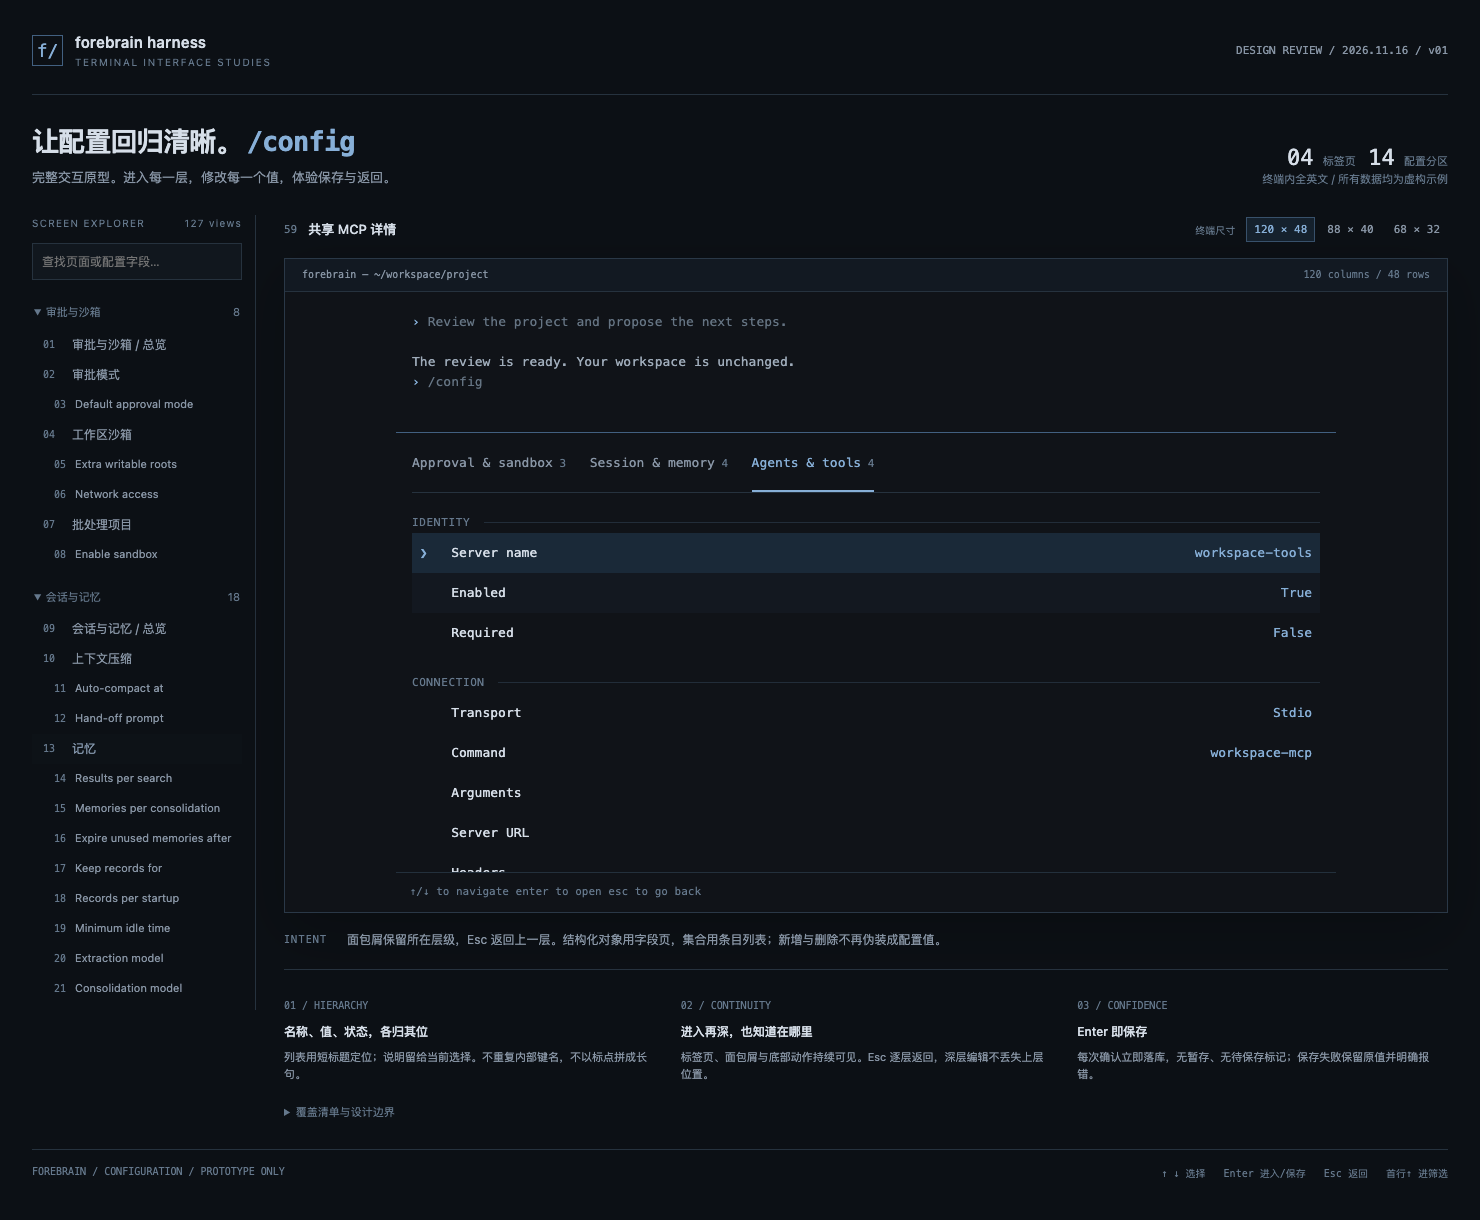 f/
forebrain harness
TERMINAL INTERFACE STUDIES
DESIGN REVIEW / 2026.11.16 / v01
让配置回归清晰。/config
完整交互原型。进入每一层，修改每一个值，体验保存与返回。
04 标签页 14 配置分区
终端内全英文 / 所有数据均为虚构示例
SCREEN EXPLORER 127 views
查找页面或配置字段...
▼ 审批与沙箱 8
01 审批与沙箱 / 总览
02 审批模式
03 Default approval mode
04 工作区沙箱
05 Extra writable roots
06 Network access
07 批处理项目
08 Enable sandbox
▼ 会话与记忆 18
09 会话与记忆 / 总览
10 上下文压缩
11 Auto-compact at
12 Hand-off prompt
13 记忆
14 Results per search
15 Memories per consolidation
16 Expire unused memories after
17 Keep records for
18 Records per startup
19 Minimum idle time
20 Extraction model
21 Consolidation model
59 共享 MCP 详情
终端尺寸 120 × 48 88 × 40 68 × 32
forebrain — ~/workspace/project
120 columns / 48 rows
› Review the project and propose the next steps.
The review is ready. Your workspace is unchanged.
› /config
Approval & sandbox 3 Session & memory 4 Agents & tools 4
IDENTITY
❯ Server name workspace-tools
Enabled True
Required False
CONNECTION
Transport Stdio
Command workspace-mcp
Arguments
Server URL
Headers
↑/↓ to navigate enter to open esc to go back
INTENT 面包屑保留所在层级，Esc 返回上一层。结构化对象用字段页，集合用条目列表；新增与删除不再伪装成配置值。
01 / HIERARCHY
名称、值、状态，各归其位
列表用短标题定位；说明留给当前选择。不重复内部键名，不以标点拼成长
句。
02 / CONTINUITY
进入再深，也知道在哪里
标签页、面包屑与底部动作持续可见。Esc 逐层返回，深层编辑不丢失上层
位置。
03 / CONFIDENCE
Enter 即保存
每次确认立即落库，无暂存、无待保存标记；保存失败保留原值并明确报
错。
▶ 覆盖清单与设计边界
FOREBRAIN / CONFIGURATION / PROTOTYPE ONLY
↑ ↓ 选择 Enter 进入/保存 Esc 返回 首行↑ 进筛选